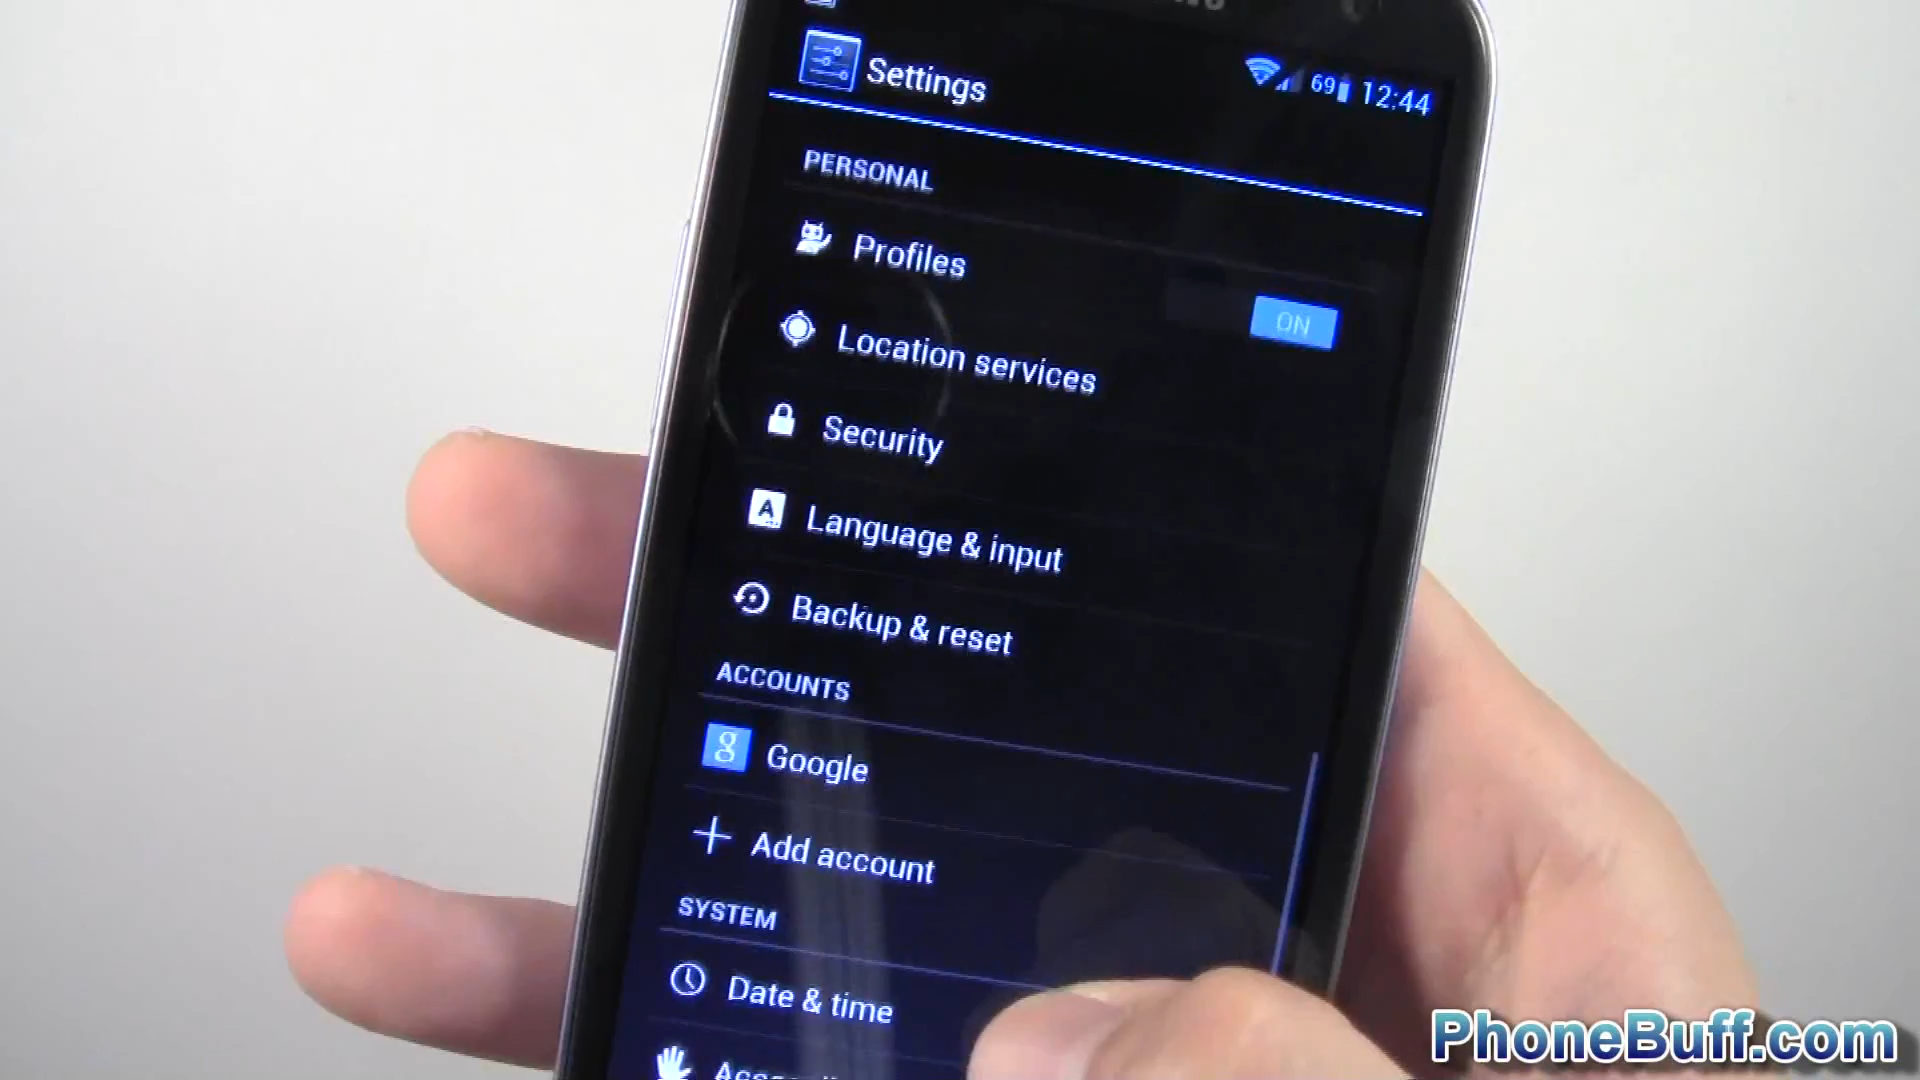 Settings
69 12:44
PERSONAL
Profiles
ON
Location services
Security
A
Language & input
Backup & reset
ACCOUNTS
g Google
Add account
SYSTEM
Date & time
PhoneBuff.com